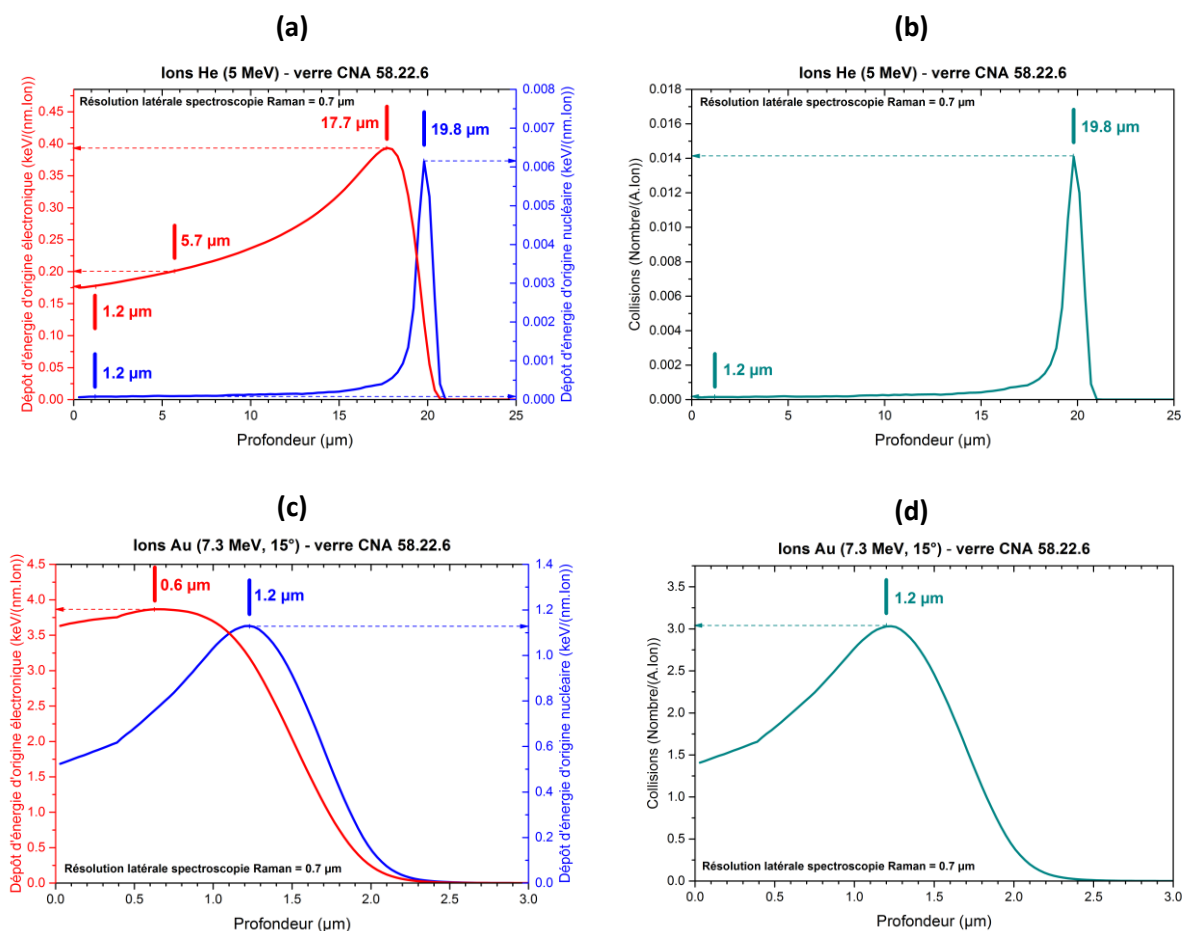 (a)
Ions He (5 MeV) - verre CNA 58.22.6
Résolution latérale spectroscopie Raman = 0.7 µm
17.7 µm
19.8 µm
5.7 µm
1.2 µm
1.2 µm
Dépôt d'énergie d'origine électronique (keV/(nm.Ion))
0.45
0.40
0.35
0.30
0.25
0.20
0.15
0.10
0.05
0.00
0.008
0.007
0.006
0.005
0.004
0.003
0.002
0.001
0.000
Dépôt d'énergie d'origine nucléaire (keV/(nm.Ion))
0 5 10 15 20 25
Profondeur (µm)
(b)
Ions He (5 MeV) - verre CNA 58.22.6
Résolution latérale spectroscopie Raman = 0.7 µm
19.8 µm
1.2 µm
Collisions (Nombre/(A.Ion)
0.018
0.016
0.014
0.012
0.010
0.008
0.006
0.004
0.002
0.000
0 5 10 15 20 25
Profondeur (µm)
(c)
Ions Au (7.3 MeV, 15°) - verre CNA 58.22.6
0.6 µm
1.2 µm
Dépôt d'énergie d'origine électronique (keV/(nm.Ion))
4.5
4.0
3.5
3.0
2.5
2.0
1.5
1.0
0.5
0.0
1.4
1.2
1.0
0.8
0.6
0.4
0.2
0.0
Dépôt d'énergie d'origine nucléaire (keV/(nm.Ion))
Résolution latérale spectroscopie Raman = 0.7 µm
0.0 0.5 1.0 1.5 2.0 2.5 3.0
Profondeur (µm)
(d)
Ions Au (7.3 MeV, 15°) - verre CNA 58.22.6
1.2 µm
Collisions (Nombre/(A.Ion)
3.5
3.0
2.5
2.0
1.5
1.0
0.5
0.0
Résolution latérale spectroscopie Raman = 0.7 µm
0.0 0.5 1.0 1.5 2.0 2.5 3.0
Profondeur (µm)